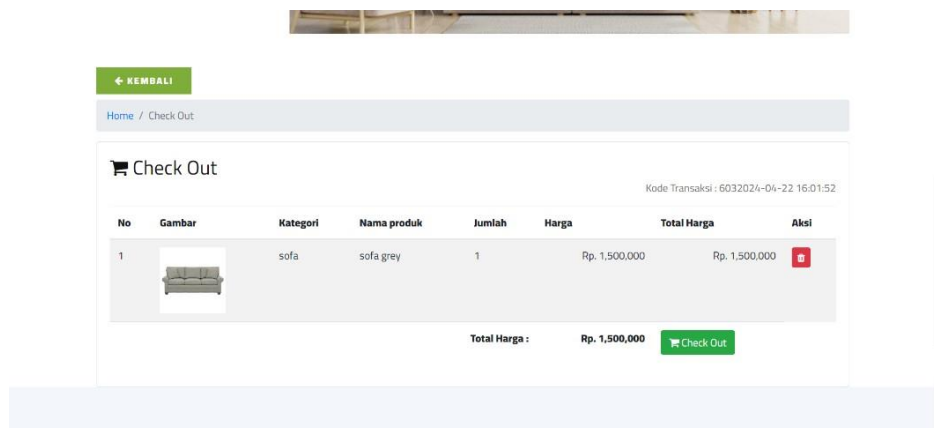 KEMBALI
Home / Check Out
Check Out
Kode Transaksi : 6032024-04-22 16:01:52
No Gambar Kategori Nama produk Jumlah Harga Total Harga Aksi
1 sofa sofa grey 1 Rp. 1,500,000 Rp. 1,500,000
Total Harga : Rp. 1,500,000 Check Out